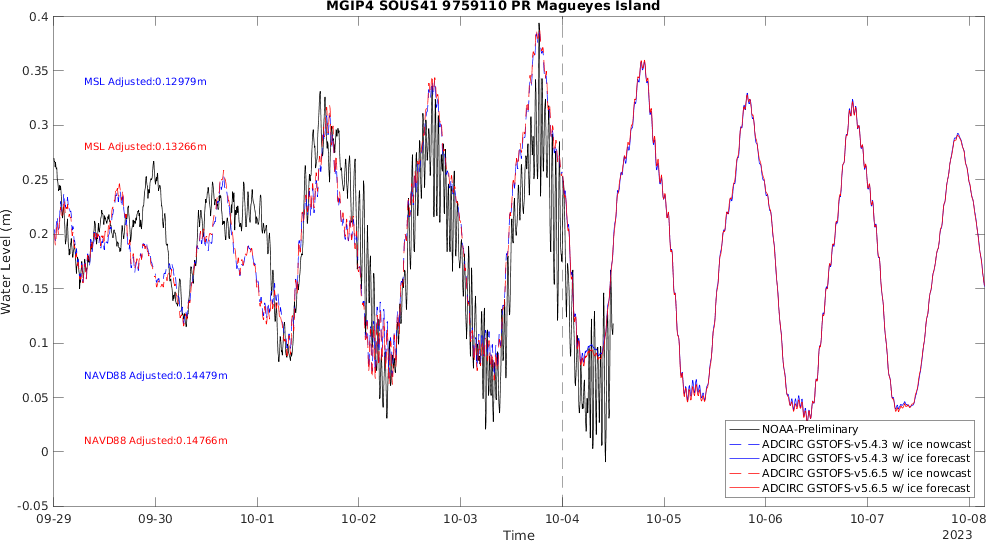 MGIP4 SOUS41 9759110 PR Magueyes Island
0.4
0.35
0.3
0.25
0.2
0.15
0.1
0.05
0
-0.05
Water Level (m)
MSL Adjusted:0.12979m
MSL Adjusted:0.13266m
NAVD88 Adjusted:0.14479m
NAVD88 Adjusted:0.14766m
NOAA-Preliminary
ADCIRC GSTOFS-v5.4.3 w/ ice nowcast
ADCIRC GSTOFS-v5.4.3 w/ ice forecast
ADCIRC GSTOFS-v5.6.5 w/ ice nowcast
ADCIRC GSTOFS-v5.6.5 w/ ice forecast
09-29 09-30 10-01 10-02 10-03 10-04 10-05 10-06 10-07 10-08
Time
2023